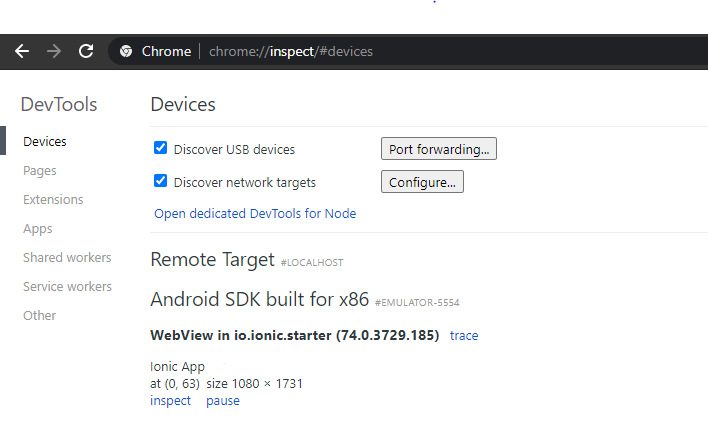 Chrome | chrome://inspect/#devices
DevTools
Devices
Pages
Extensions
Apps
Shared workers
Service workers
Other
Devices
Discover USB devices Port forwarding...
Discover network targets Configure...
Open dedicated DevTools for Node
Remote Target #LOCALHOST
Android SDK built for x86 #EMULATOR-5554
WebView in io.ionic.starter (74.0.3729.185) trace
Ionic App
at (0, 63) size 1080 × 1731
inspect pause